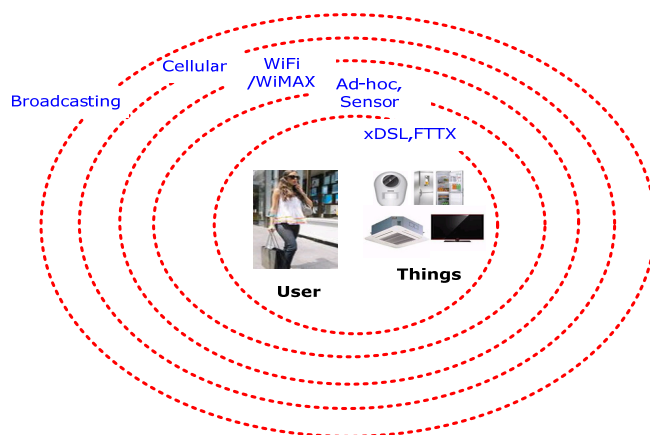 Cellular
WiFi
/WiMAX
Broadcasting
Ad-hoc,
Sensor
xDSL,FTTX
User
Things